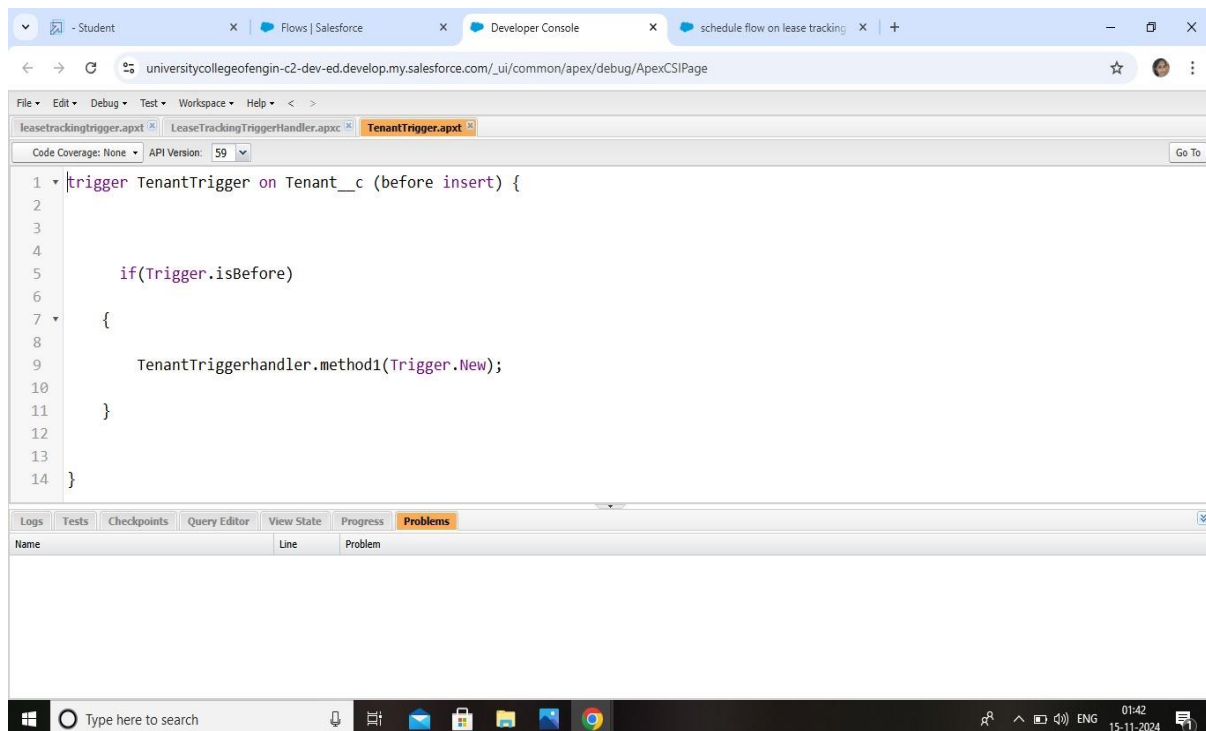 - Student
Flows | Salesforce
Developer Console
schedule flow on lease tracking
universitycollegeofengin-c2-dev-ed.develop.my.salesforce.com/_ui/common/apex/debug/ApexCSIPage
File Edit Debug Test Workspace Help < >
leasetrackingtrigger.apxt LeaseTrackingTriggerHandler.apxc TenantTrigger.apxt
Code Coverage: None API Version: 59 Go To
1 trigger TenantTrigger on Tenant__c (before insert) {
2
3
4
5 if(Trigger.isBefore)
6
7 {
8
9 TenantTriggerhandler.method1(Trigger.New);
10
11 }
12
13
14 }
Logs Tests Checkpoints Query Editor View State Progress Problems
Name Line Problem
Type here to search
ENG
01:42
15-11-2024